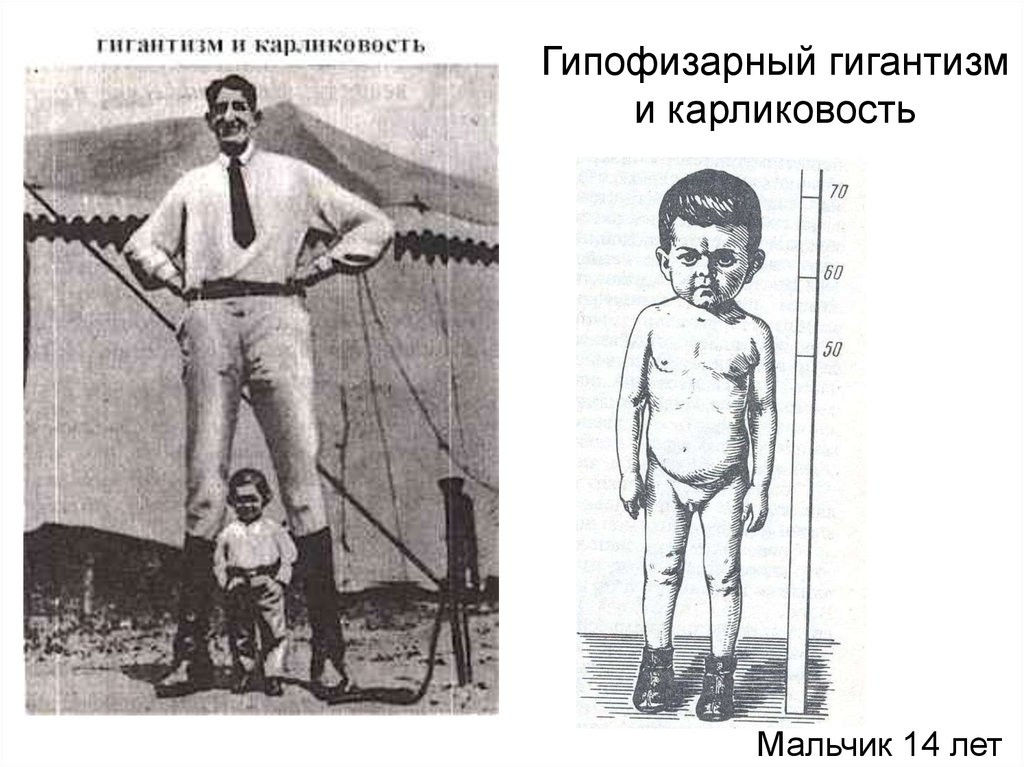 гигантизм и карликовость
Гипофизарный гигантизм
и карликовость
70
60
50
Мальчик 14 лет